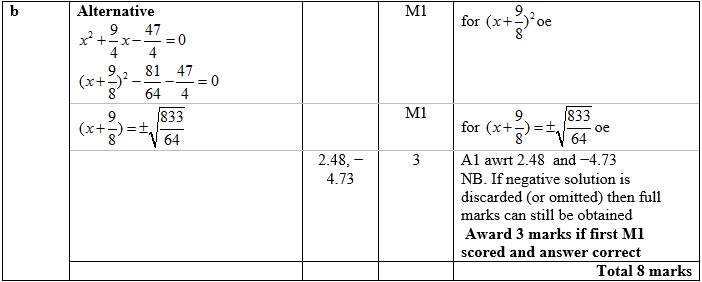 b Alternative M1 for (x+9/8)² oe
x² + 9/4 x − 47/4 = 0
(x+9/8)² − 81/64 − 47/4 = 0
(x+9/8) = ±√(833/64) M1 for (x+9/8) = ±√(833/64) oe
2.48, − 3 A1 awrt 2.48 and −4.73
4.73 NB. If negative solution is
discarded (or omitted) then full
marks can still be obtained
Award 3 marks if first M1
scored and answer correct
Total 8 marks